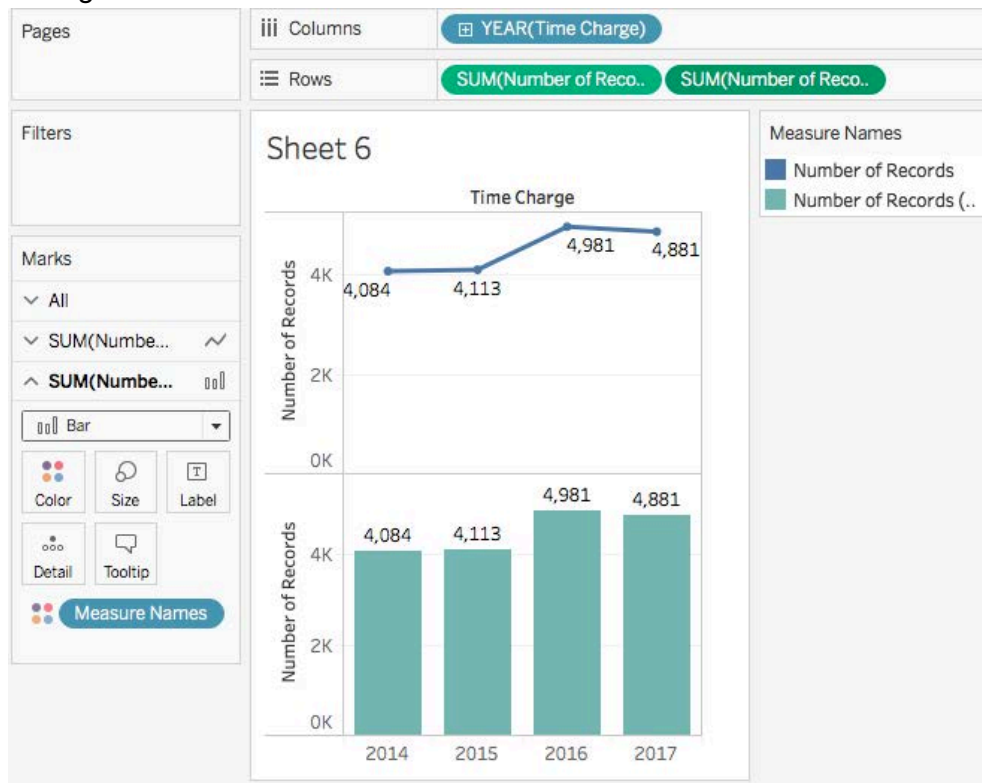 Pages
iii Columns
YEAR(Time Charge)
Rows
SUM(Number of Reco..
SUM(Number of Reco..
Filters
Marks
All
SUM(Numbe...
SUM(Numbe...
Bar
Color
Size
T
Label
Detail
Tooltip
Measure Names
Sheet 6
Time Charge
Number of Records
4K
2K
0K
4,084
4,113
4,981
4,881
Number of Records
4K
2K
0K
4,084
4,113
4,981
4,881
2014
2015
2016
2017
Measure Names
Number of Records
Number of Records (..